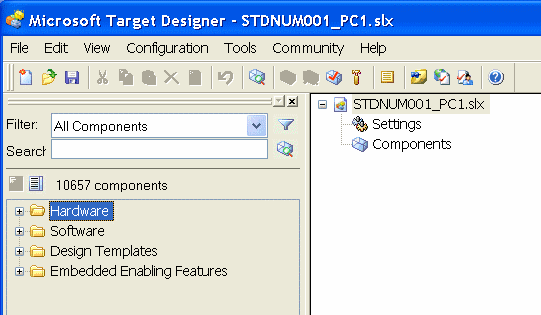 Microsoft Target Designer - STDNUM001_PC1.slx
File Edit View Configuration Tools Community Help
Filter: All Components
Search
10657 components
Hardware
Software
Design Templates
Embedded Enabling Features
STDNUM001_PC1.slx
Settings
Components